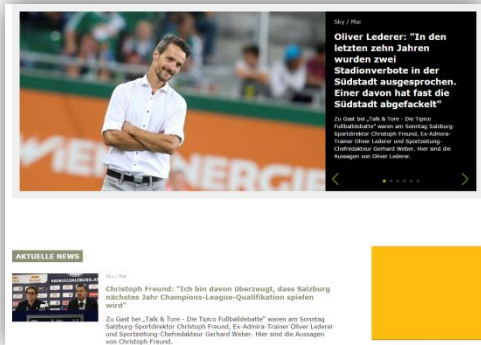 Sky / Mai
Oliver Lederer: "In den
letzten zehn Jahren
wurden zwei
Stadionverbote in der
Südstadt ausgesprochen.
Einer davon hat fast die
Südstadt abgefackelt"
Zu Gast bei „Talk & Tore - Die Tipico
Fußballdebatte" waren am Sonntag Salzburg-
Sportdirektor Christoph Freund, Ex-Admira-
Trainer Oliver Lederer und Sportzeitung-
Chefredakteur Gerhard Weber. Hier sind die
Aussagen von Oliver Lederer.
WIEN ENERGIE
AKTUELLE NEWS
Sky / Mai
Christoph Freund: "Ich bin davon überzeugt, dass Salzburg
nächstes Jahr Champions-League-Qualifikation spielen
wird"
Zu Gast bei „Talk & Tore - Die Tipico Fußballdebatte" waren am Sonntag
Salzburg-Sportdirektor Christoph Freund, Ex-Admira-Trainer Oliver Lederer
und Sportzeitung-Chefredakteur Gerhard Weber. Hier sind die Aussagen
von Christoph Freund.